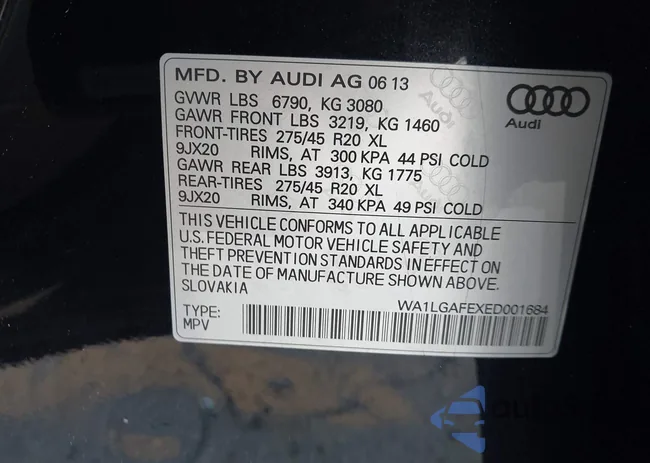 MFD. BY AUDI AG 06 13
GVWR LBS 6790, KG 3080
GAWR FRONT LBS 3219, KG 1460
FRONT-TIRES 275/45 R20 XL
9JX20 RIMS, AT 300 KPA 44 PSI COLD
GAWR REAR LBS 3913, KG 1775
REAR-TIRES 275/45 R20 XL
9JX20 RIMS, AT 340 KPA 49 PSI COLD
THIS VEHICLE CONFORMS TO ALL APPLICABLE
U.S. FEDERAL MOTOR VEHICLE SAFETY AND
THEFT PREVENTION STANDARDS IN EFFECT ON
THE DATE OF MANUFACTURE SHOWN ABOVE.
SLOVAKIA
Audi
WA1LGAFEXED001684
TYPE:
MPV